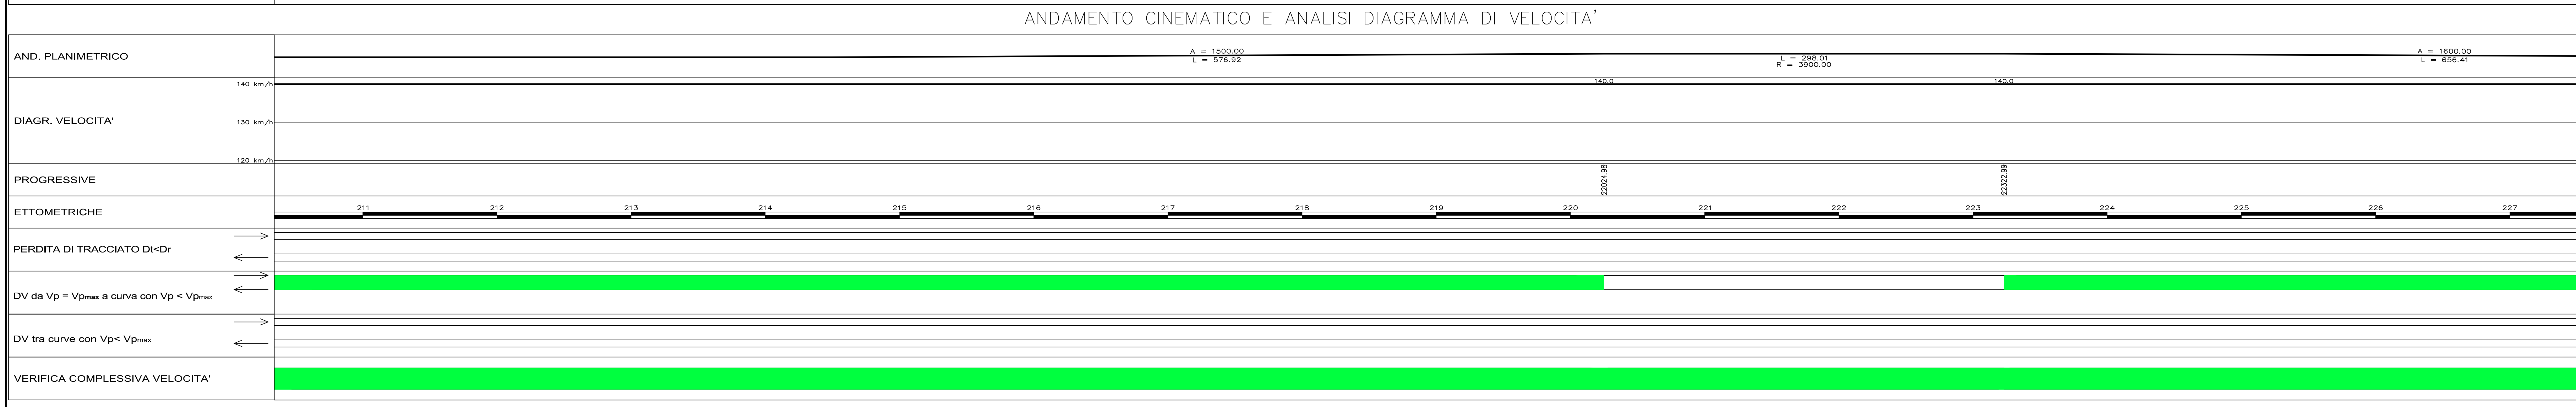 ANDAMENTO CINEMATICO E ANALISI DIAGRAMMA DI VELOCITA'
AND. PLANIMETRICO
A = 1500.00
L = 576.92
L = 298.01
R = 3900.00
A = 1600.00
L = 656.41
DIAGR. VELOCITA'
140 km/h
130 km/h
120 km/h
140.0
140.0
PROGRESSIVE
22024.98
22322.99
ETTOMETRICHE
211 212 213 214 215 216 217 218 219 220 221 222 223 224 225 226 227
PERDITA DI TRACCIATO Dt<Dr
DV da Vp = Vpmax a curva con Vp < Vpmax
DV tra curve con Vp< Vpmax
VERIFICA COMPLESSIVA VELOCITA'